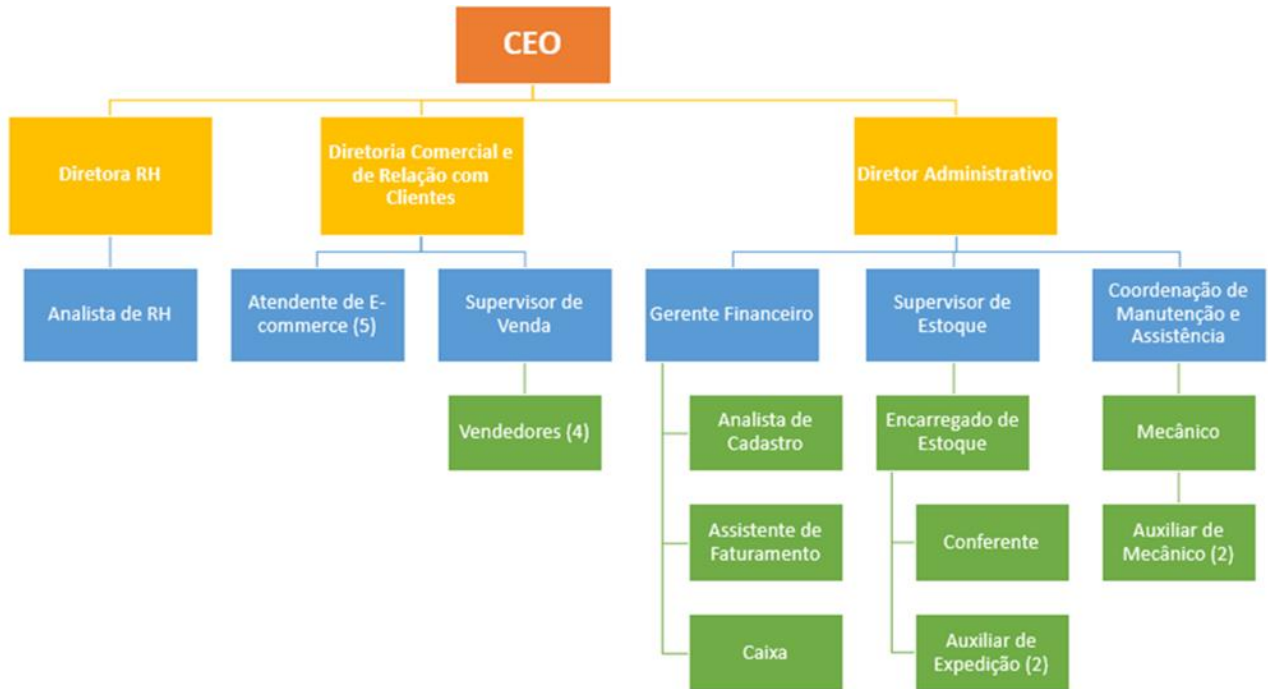 CEO
Diretora RH
Diretoria Comercial e
de Relação com
Clientes
Diretor Administrativo
Analista de RH
Atendente de E-
commerce (5)
Supervisor de
Venda
Gerente Financeiro
Supervisor de
Estoque
Coordenação de
Manutenção e
Assistência
Vendedores (4)
Analista de
Cadastro
Encarregado de
Estoque
Mecânico
Assistente de
Faturamento
Conferente
Auxiliar de
Mecânico (2)
Caixa
Auxiliar de
Expedição (2)